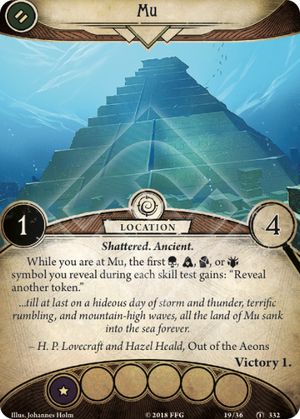 Mu
1
LOCATION
4
Shattered. Ancient.
While you are at Mu, the first , , , or
symbol you reveal during each skill test gains: “Reveal
another token.”
...till at last on a hideous day of storm and thunder, terrific
rumbling, and mountain-high waves, all the land of Mu sank
into the sea forever.
– H. P. Lovecraft and Hazel Heald, Out of the Aeons
Victory 1.
Illus. Johannes Holm
© 2018 FFG
19/36
332